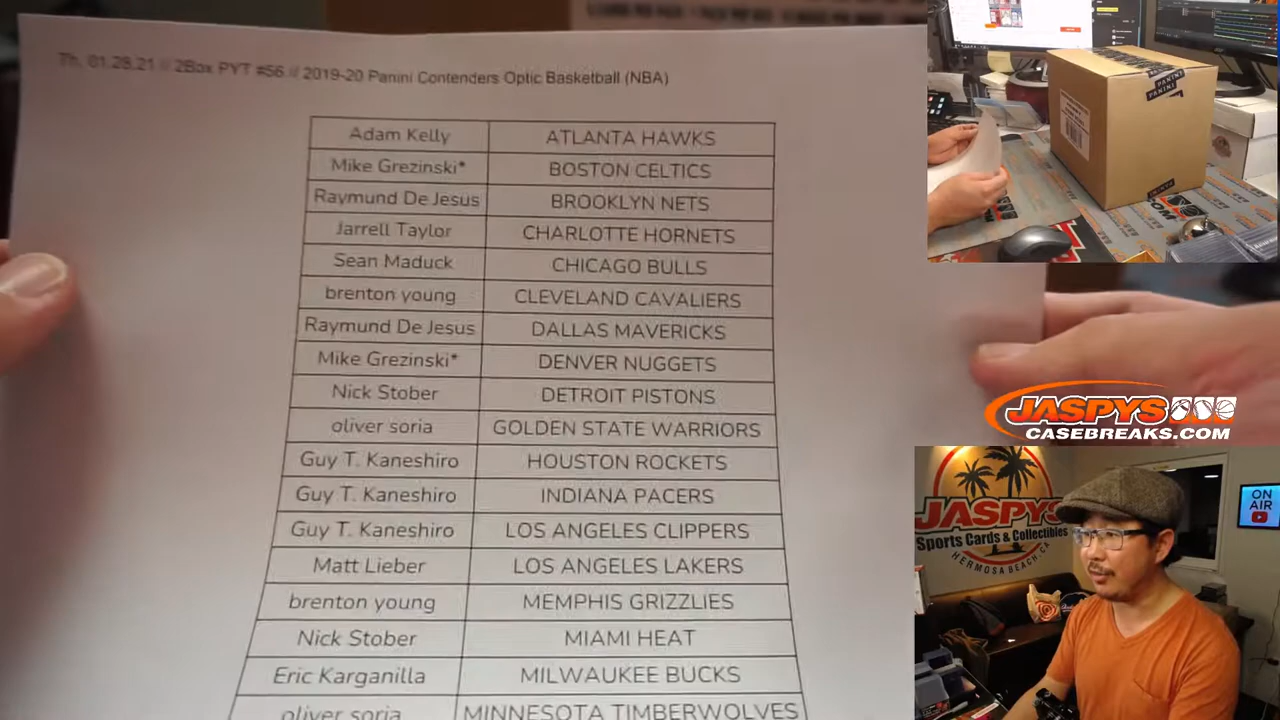 Th. 01.28.21 // 2Box PYT #56 // 2019-20 Panini Contenders Optic Basketball (NBA)
Adam Kelly ATLANTA HAWKS
Mike Grezinski* BOSTON CELTICS
Raymund De Jesus BROOKLYN NETS
Jarrell Taylor CHARLOTTE HORNETS
Sean Maduck CHICAGO BULLS
brenton young CLEVELAND CAVALIERS
Raymund De Jesus DALLAS MAVERICKS
Mike Grezinski* DENVER NUGGETS
Nick Stober DETROIT PISTONS
oliver soria GOLDEN STATE WARRIORS
Guy T. Kaneshiro HOUSTON ROCKETS
Guy T. Kaneshiro INDIANA PACERS
Guy T. Kaneshiro LOS ANGELES CLIPPERS
Matt Lieber LOS ANGELES LAKERS
brenton young MEMPHIS GRIZZLIES
Nick Stober MIAMI HEAT
Eric Karganilla MILWAUKEE BUCKS
oliver soria MINNESOTA TIMBERWOLVES
PANINI
PANINI
PANINI
.COM
JASPYS
CASEBREAKS.COM
JASPYS
Sports Cards & Collectibles
HERMOSA BEACH, CA
ON
AIR